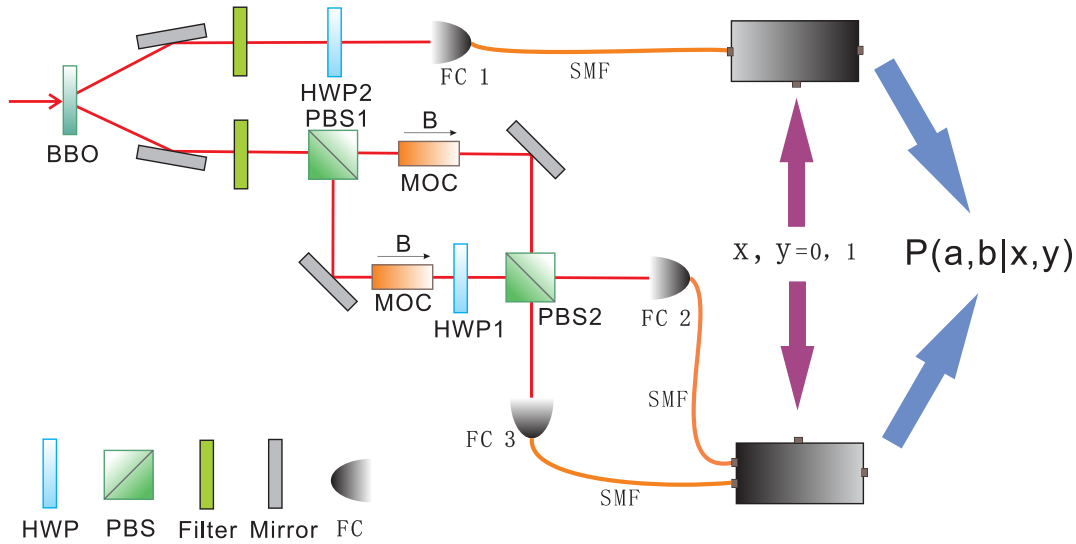 FC 1
SMF
HWP2
BBO
PBS1
B
MOC
B
MOC
HWP1
PBS2
FC 2
x, y=0, 1
P(a,b|x,y)
SMF
FC 3
SMF
HWP
PBS
Filter
Mirror
FC